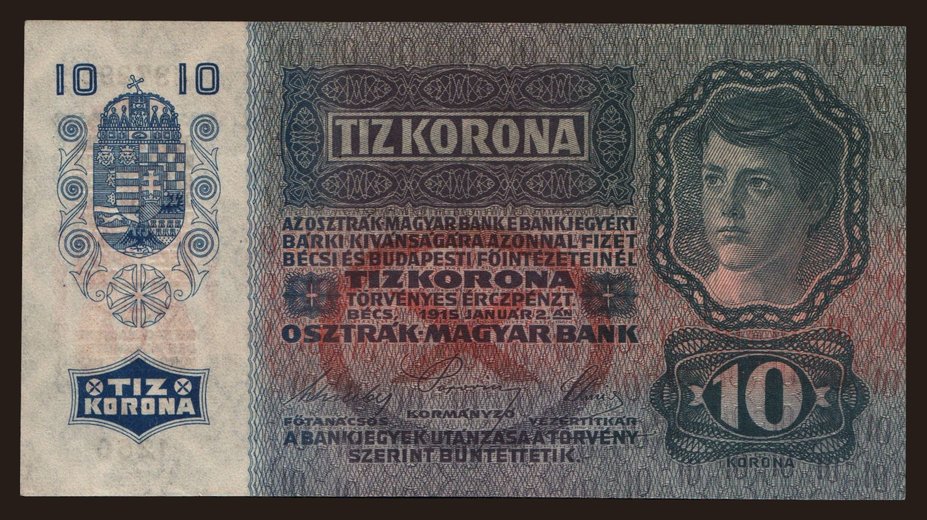 10 10
TIZ KORONA
AZ OSZTRÁK-MAGYAR BANK E BANKJEGYÉRT
BÁRKI KIVÁNSÁGÁRA AZONNAL FIZET
BÉCSI ÉS BUDAPESTI FŐINTÉZETEINÉL
TIZ KORONA
TÖRVÉNYES ÉRCZPÉNZT.
BÉCS, 1915 JANUÁR 2.ÁN
OSZTRÁK-MAGYAR BANK
FŐTANÁCSOS KORMÁNYZÓ VEZÉRTITKÁR
A BANKJEGYEK UTÁNZÁSA A TÖRVÉNY
SZERINT BÜNTETTETIK.
TIZ
KORONA
10
KORONA